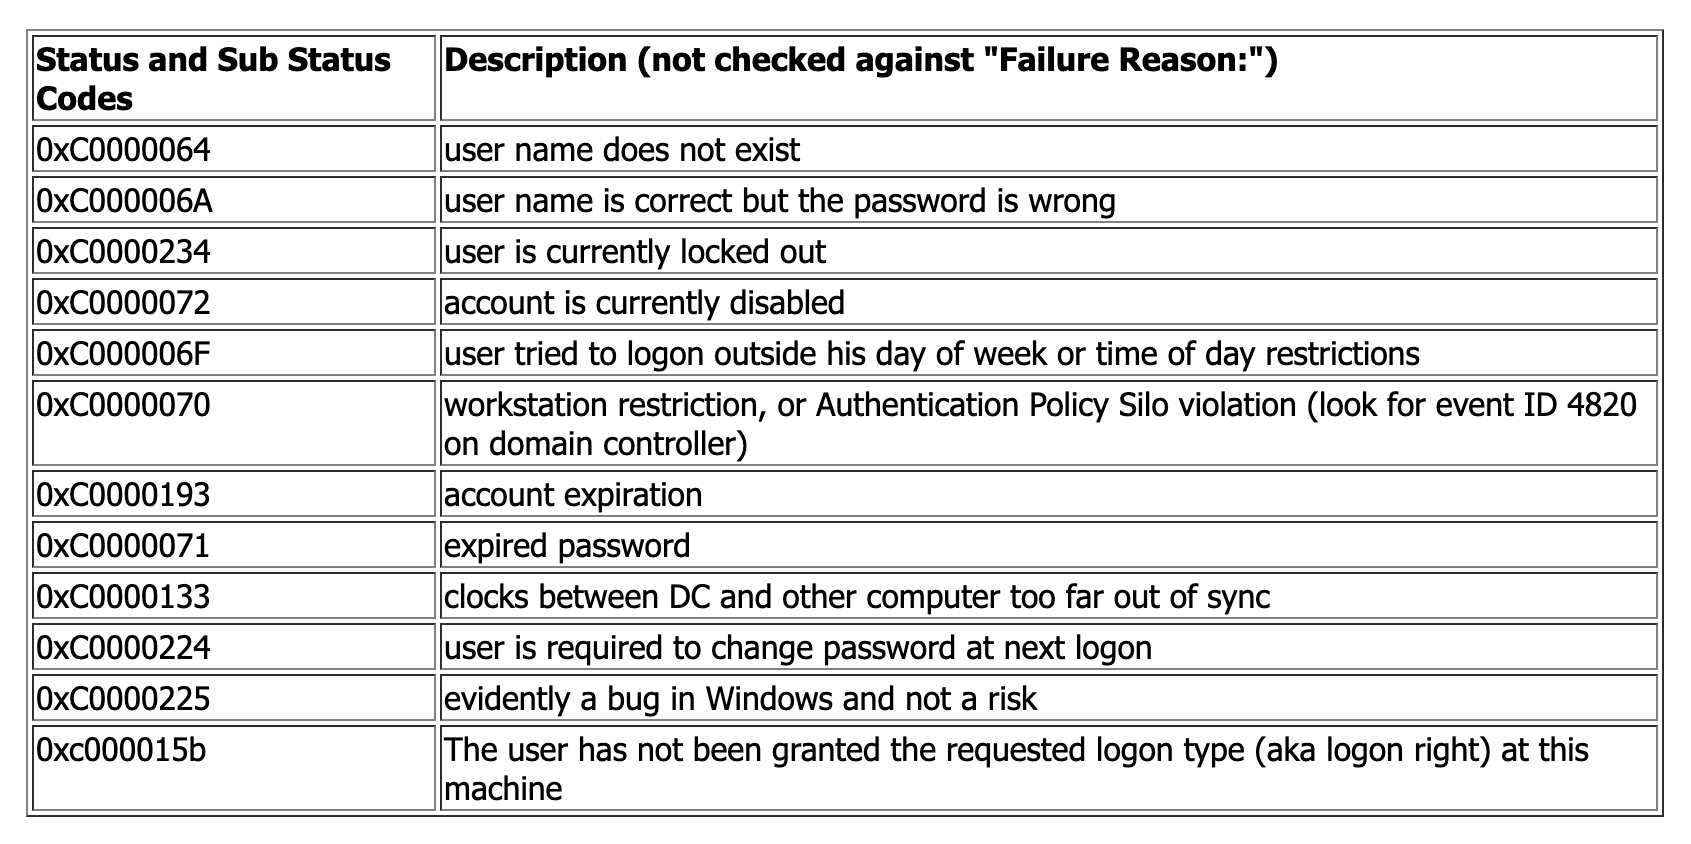 Status and Sub Status
Codes
Description (not checked against "Failure Reason:")
0xC0000064
user name does not exist
0xC000006A
user name is correct but the password is wrong
0xC0000234
user is currently locked out
0xC0000072
account is currently disabled
0xC000006F
user tried to logon outside his day of week or time of day restrictions
0xC0000070
workstation restriction, or Authentication Policy Silo violation (look for event ID 4820
on domain controller)
0xC0000193
account expiration
0xC0000071
expired password
0xC0000133
clocks between DC and other computer too far out of sync
0xC0000224
user is required to change password at next logon
0xC0000225
evidently a bug in Windows and not a risk
0xc000015b
The user has not been granted the requested logon type (aka logon right) at this
machine